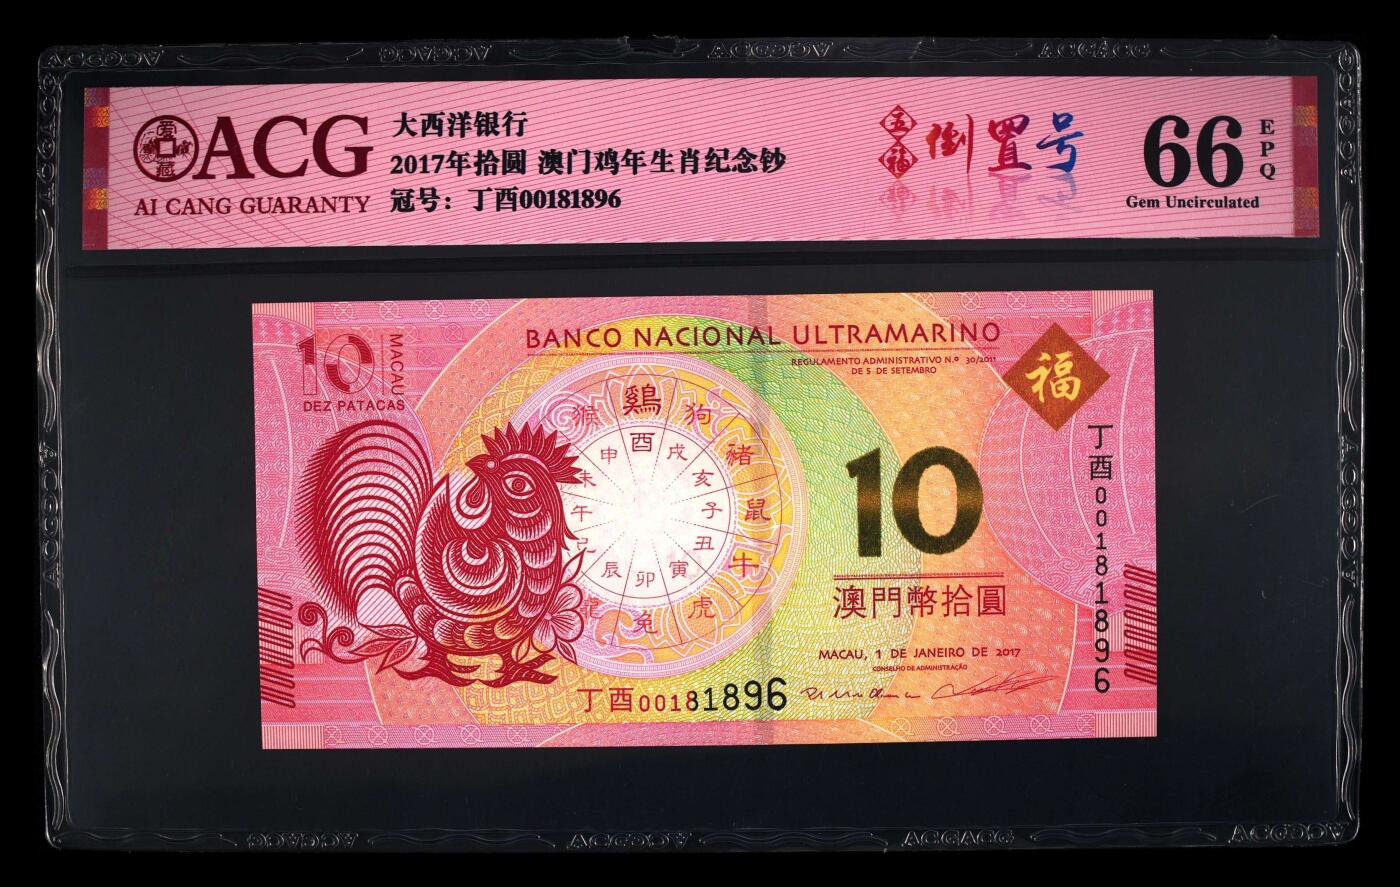 ACG
AI CANG GUARANTY
大西洋银行
2017年拾圆 澳门鸡年生肖纪念钞
冠号：丁酉00181896
五福
倒置号
66
EPQ
Gem Uncirculated
BANCO NACIONAL ULTRAMARINO
REGULAMENTO ADMINISTRATIVO N.º 30/2011
DE 5 DE SETEMBRO
10
MACAU
DEZ PATACAS
福
丁酉00181896
猴 鷄 狗 豬 鼠 牛 虎 兔 龍
申 酉 戌 亥 子 丑 寅 卯 辰 巳 午 未
10
澳門幣拾圓
MACAU, 1 DE JANEIRO DE 2017
CONSELHO DE ADMINISTRAÇÃO
丁酉00181896